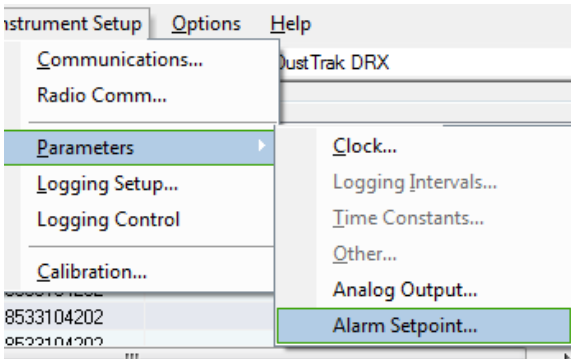 nstrument Setup Options Help
DustTrak DRX
Communications...
Radio Comm...
Parameters
Logging Setup...
Logging Control
Calibration...
Clock...
Logging Intervals...
Time Constants...
Other...
Analog Output...
Alarm Setpoint...
8533104202